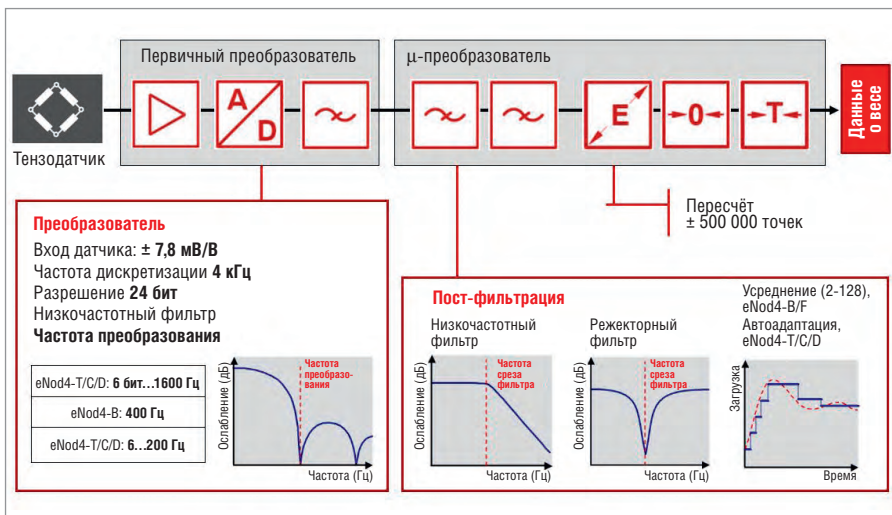 Первичный преобразователь
μ-преобразователь
Тензодатчик
A
D
E
0
T
Данные
о весе
Пересчёт
± 500 000 точек
Преобразователь
Вход датчика: ± 7,8 мВ/В
Частота дискретизации 4 кГц
Разрешение 24 бит
Низкочастотный фильтр
Частота преобразования
eNod4-T/C/D: 6 бит...1600 Гц
eNod4-B: 400 Гц
eNod4-T/C/D: 6...200 Гц
Ослабление (дБ)
Частота
преобразо-
вания
Частота (Гц)
Пост-фильтрация
Низкочастотный
фильтр
Ослабление (дБ)
Частота
среза
фильтра
Частота (Гц)
Режекторный
фильтр
Ослабление (дБ)
Частота
среза
фильтра
Частота (Гц)
Усреднение (2-128),
eNod4-B/F
Автоадаптация,
eNod4-T/C/D
Загрузка
Время